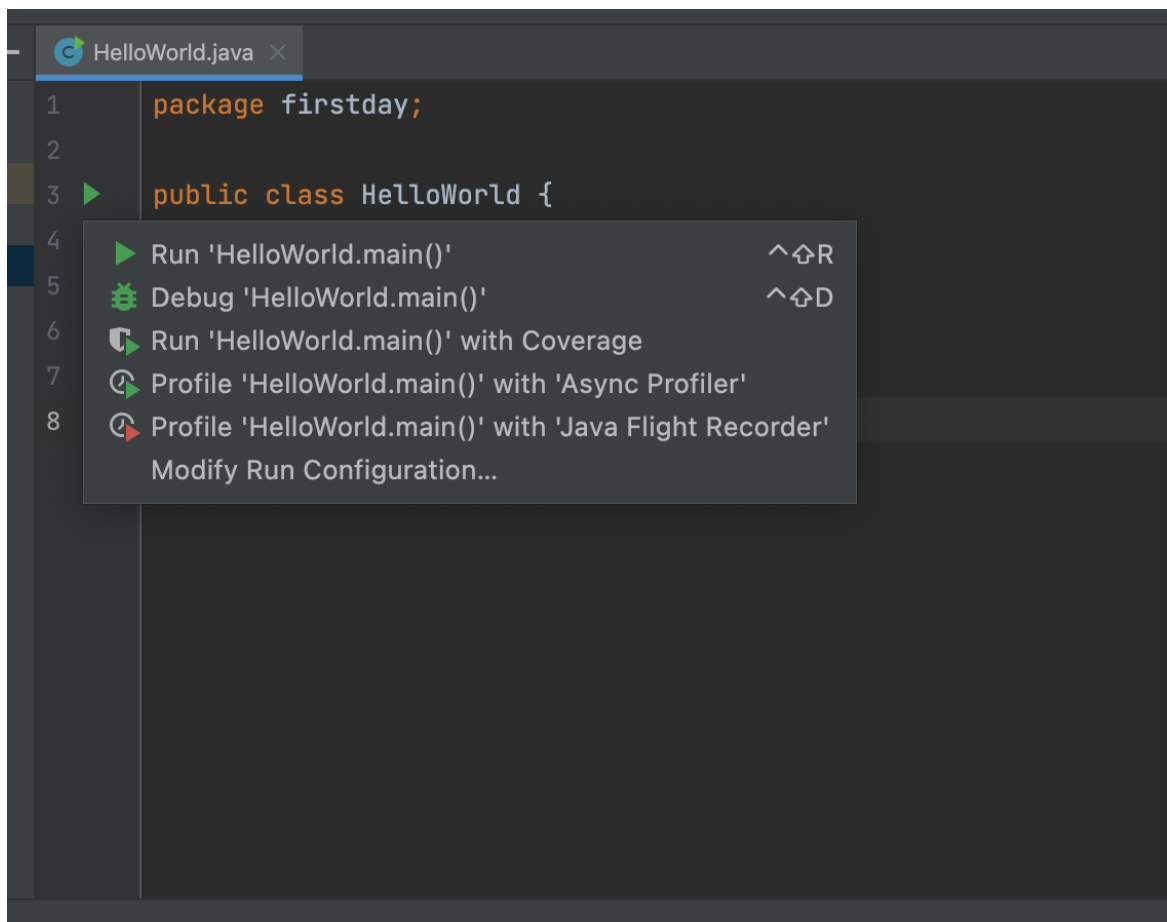 HelloWorld.java
1 package firstday;
2
3 public class HelloWorld {
4
Run 'HelloWorld.main()' ^⇧R
5
Debug 'HelloWorld.main()' ^⇧D
6
Run 'HelloWorld.main()' with Coverage
7
Profile 'HelloWorld.main()' with 'Async Profiler'
8
Profile 'HelloWorld.main()' with 'Java Flight Recorder'
Modify Run Configuration...